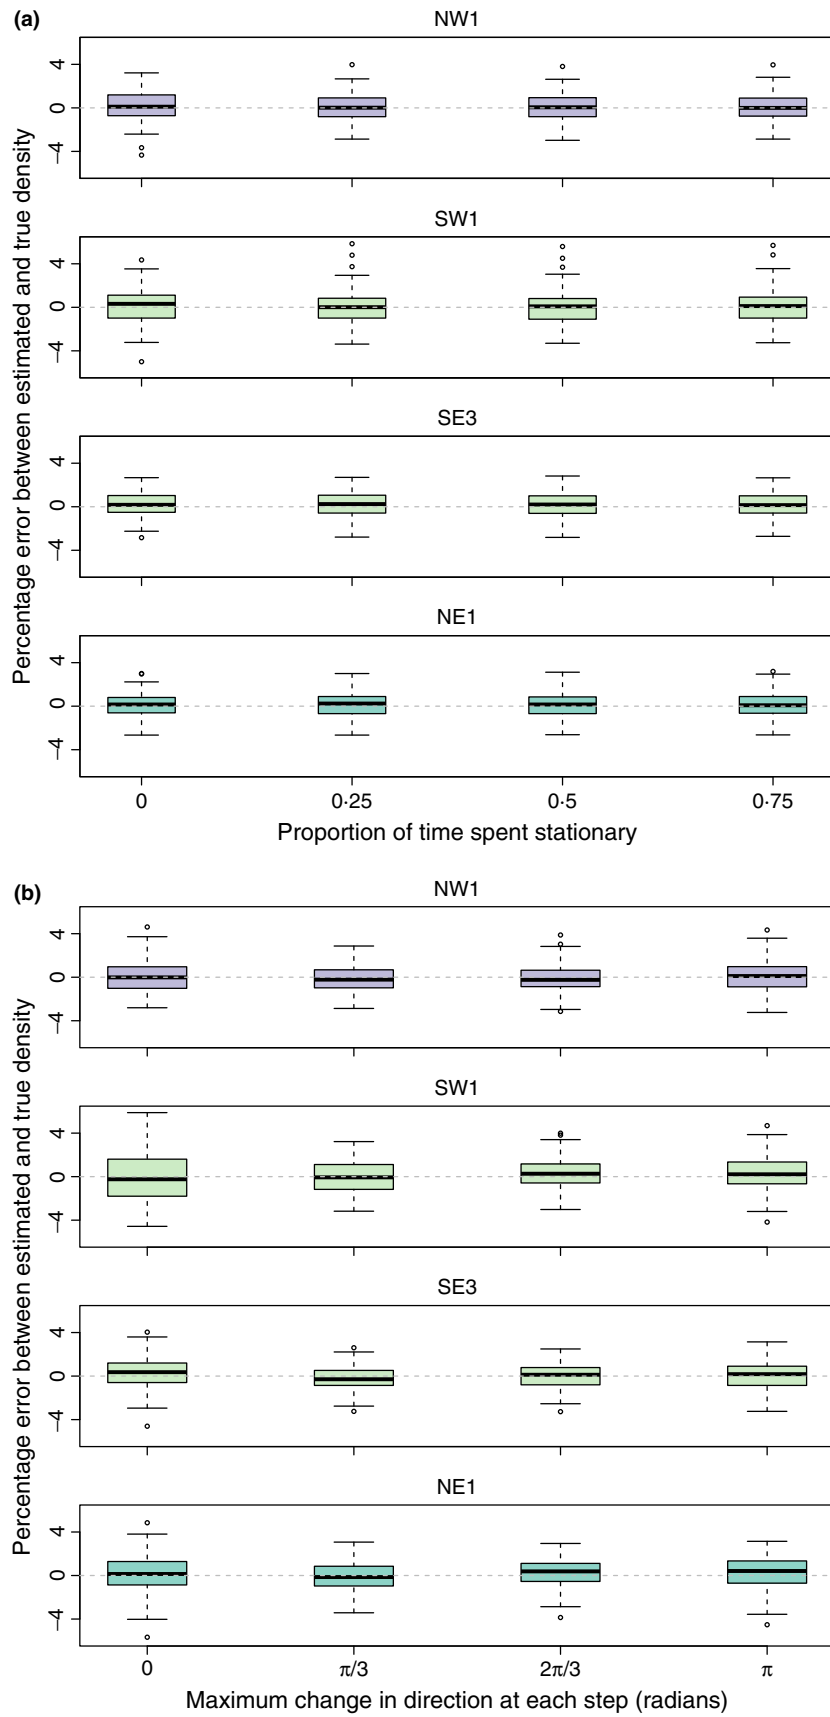 (a)
Percentage error between estimated and true density
NW1
4
0
−4
SW1
4
0
−4
SE3
4
0
−4
NE1
4
0
−4
0 0·25 0·5 0·75
Proportion of time spent stationary
(b)
Percentage error between estimated and true density
NW1
4
0
−4
SW1
4
0
−4
SE3
4
0
−4
NE1
4
0
−4
0 π/3 2π/3 π
Maximum change in direction at each step (radians)